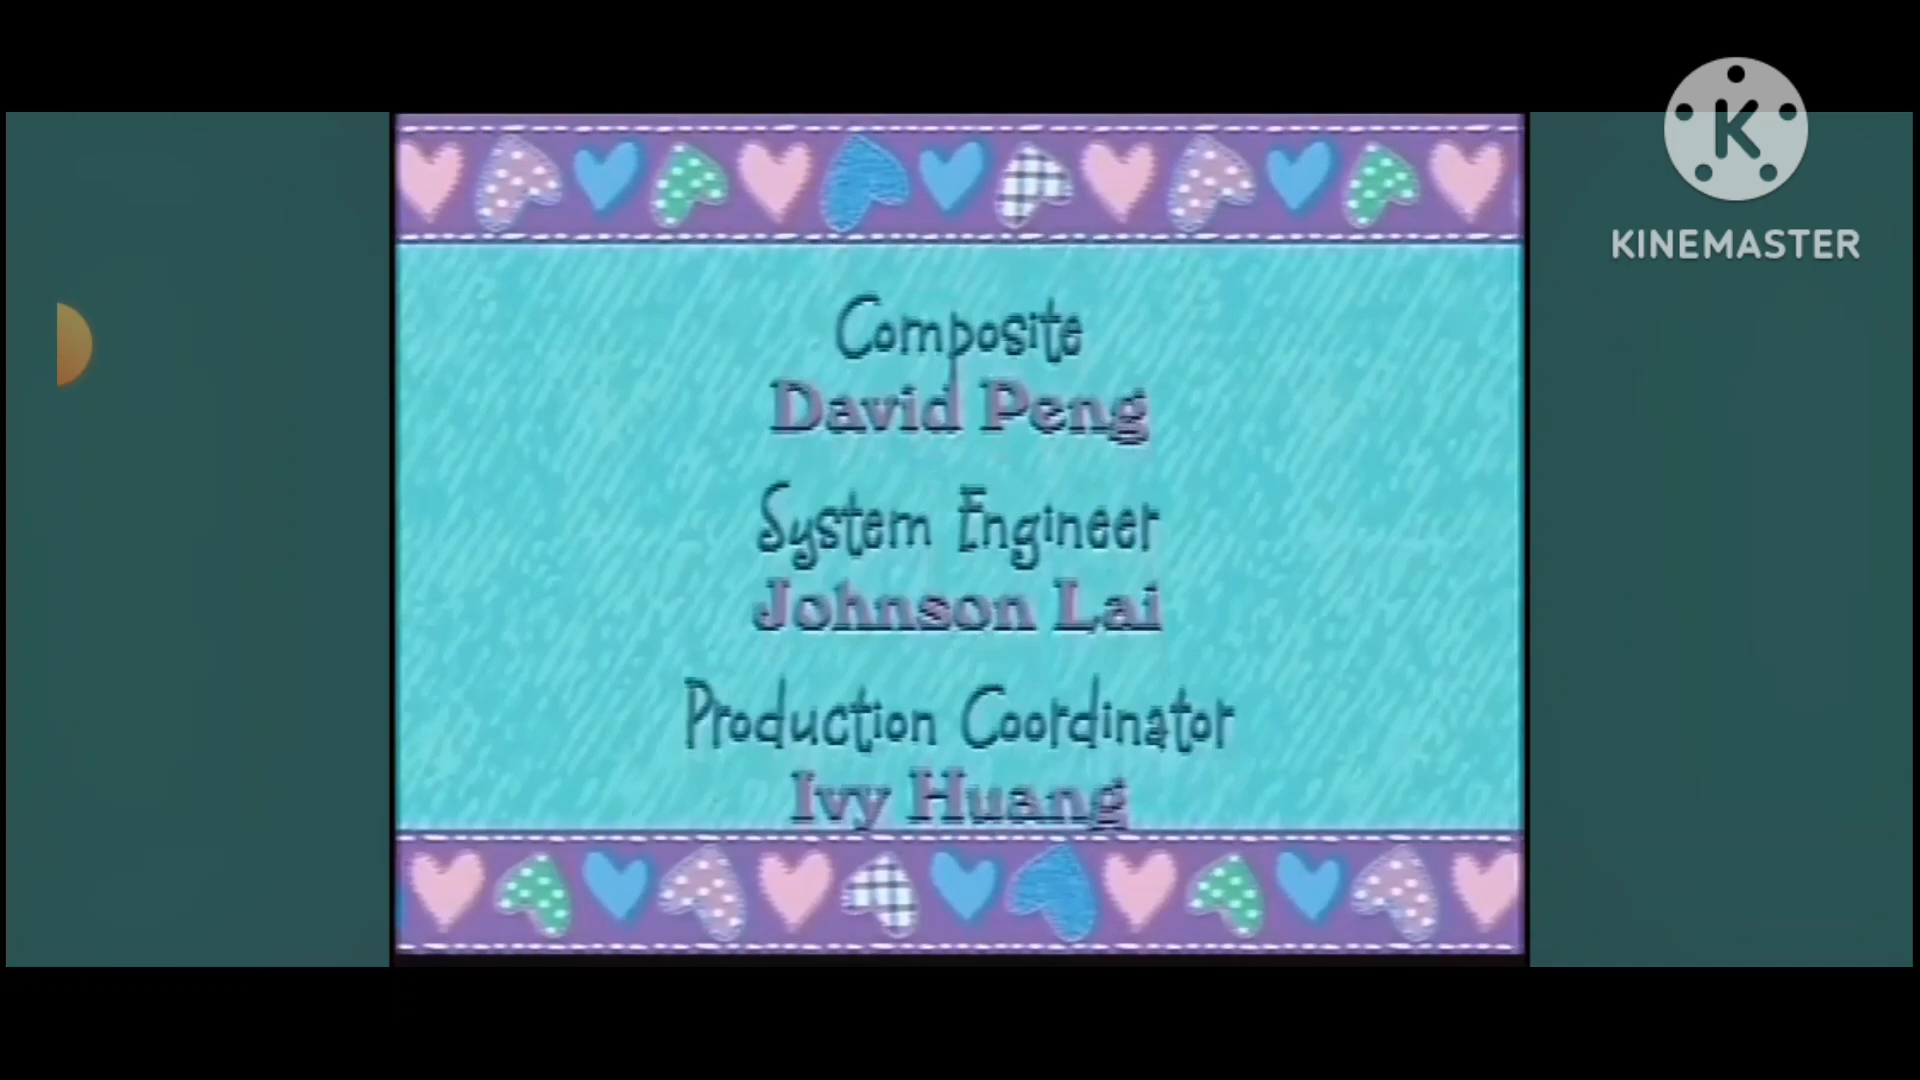 K
KINEMASTER
Composite
David Peng
System Engineer
Johnson Lai
Production Coordinator
Ivy Huang